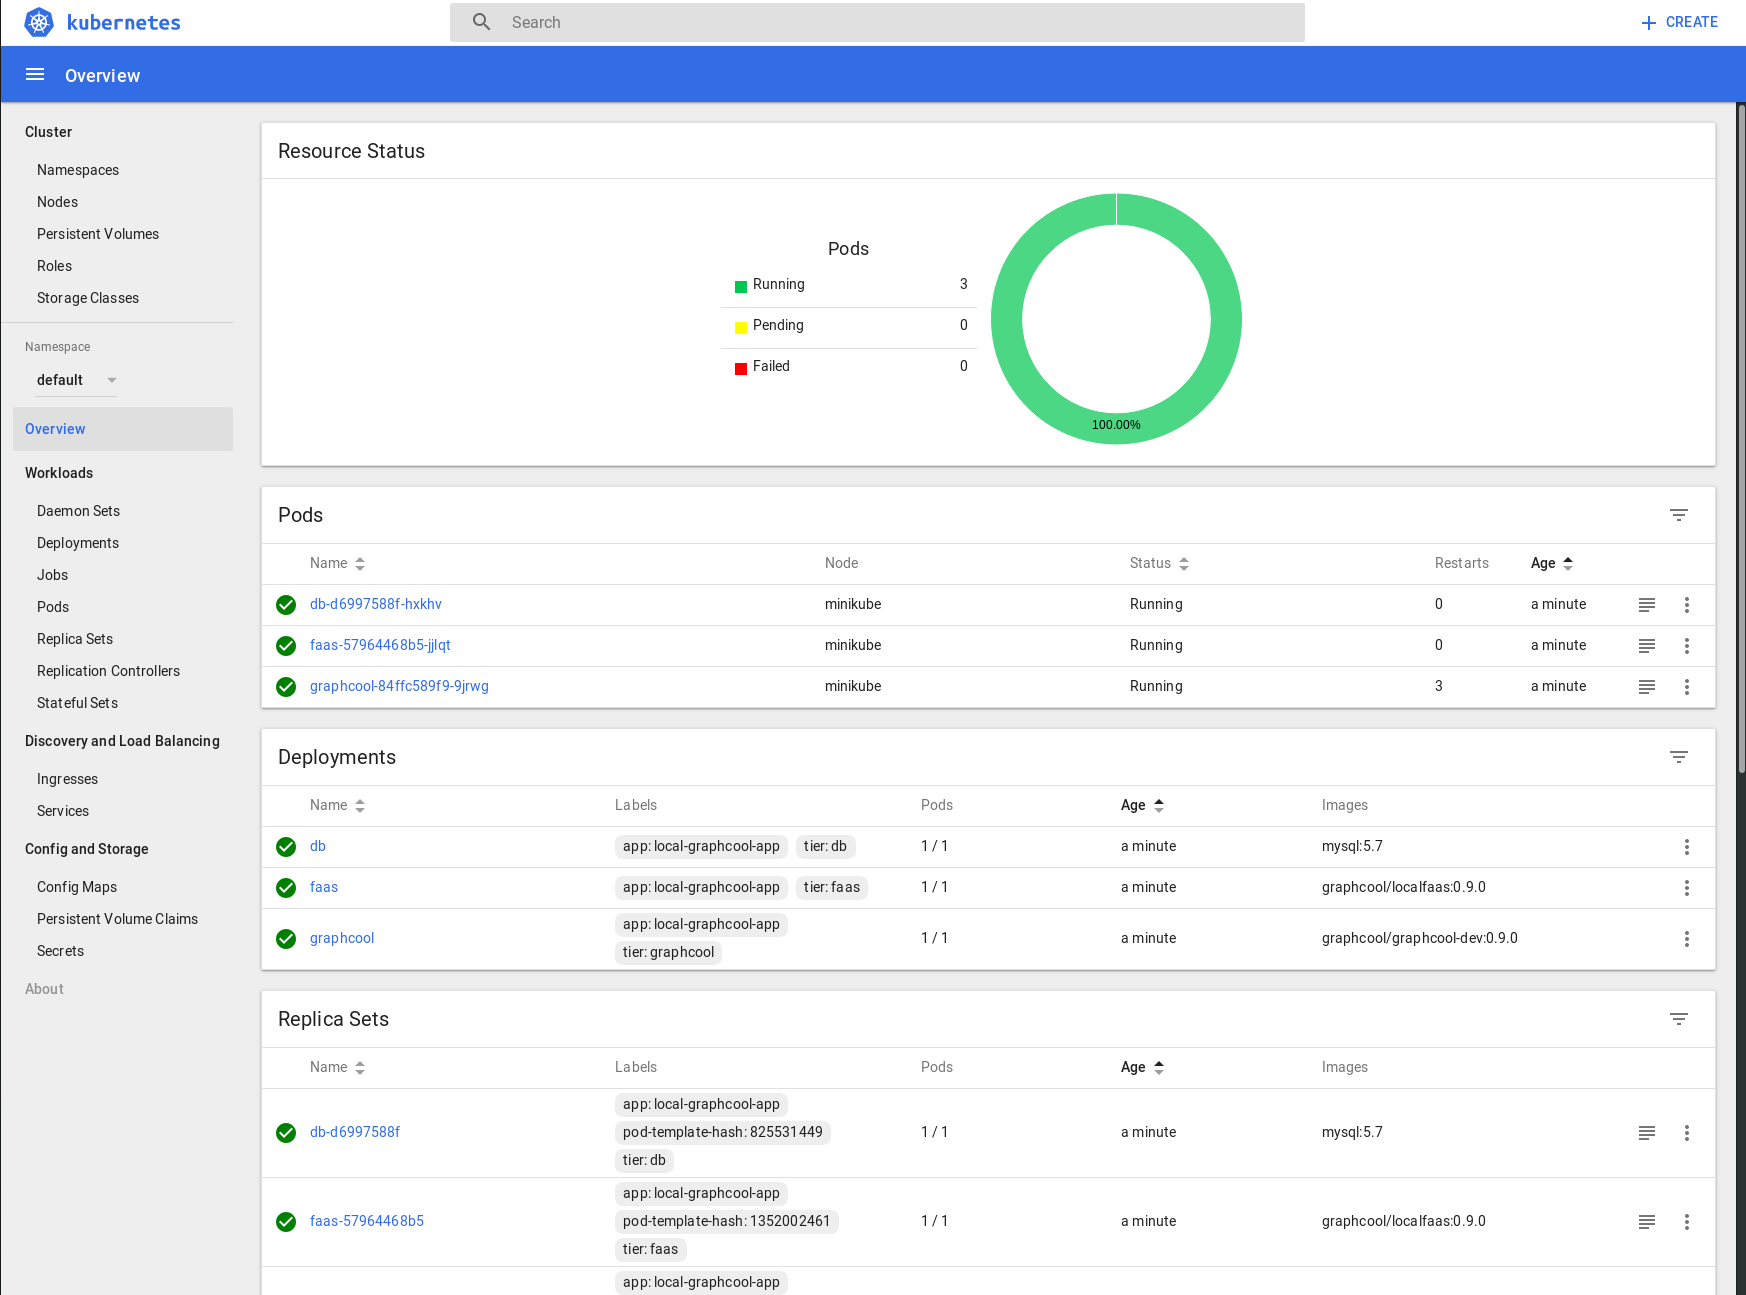 kubernetes
Search
CREATE
Overview
Cluster
Namespaces
Nodes
Persistent Volumes
Roles
Storage Classes
Namespace
default
Overview
Workloads
Daemon Sets
Deployments
Jobs
Pods
Replica Sets
Replication Controllers
Stateful Sets
Discovery and Load Balancing
Ingresses
Services
Config and Storage
Config Maps
Persistent Volume Claims
Secrets
About
Resource Status
Pods
Running 3
Pending 0
Failed 0
100.00%
Pods
Name Node Status Restarts Age
db-d6997588f-hxkhv minikube Running 0 a minute
faas-57964468b5-jjlqt minikube Running 0 a minute
graphcool-84ffc589f9-9jrwg minikube Running 3 a minute
Deployments
Name Labels Pods Age Images
db app: local-graphcool-app tier: db 1 / 1 a minute mysql:5.7
faas app: local-graphcool-app tier: faas 1 / 1 a minute graphcool/localfaas:0.9.0
app: local-graphcool-app
graphcool 1 / 1 a minute graphcool/graphcool-dev:0.9.0
tier: graphcool
Replica Sets
Name Labels Pods Age Images
app: local-graphcool-app
db-d6997588f pod-template-hash: 825531449 1 / 1 a minute mysql:5.7
tier: db
app: local-graphcool-app
faas-57964468b5 pod-template-hash: 1352002461 1 / 1 a minute graphcool/localfaas:0.9.0
tier: faas
app: local-graphcool-app